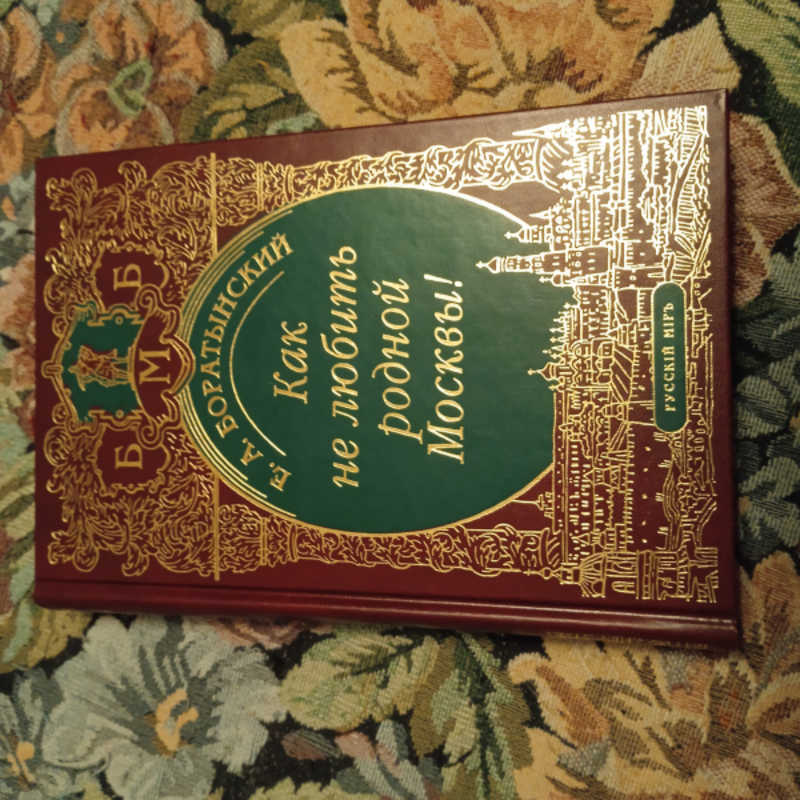 Б М Б
Е. А. БОРАТЫНСКИЙ
Как
не любить
родной
Москвы!
РУССКІЙ МІРЪ